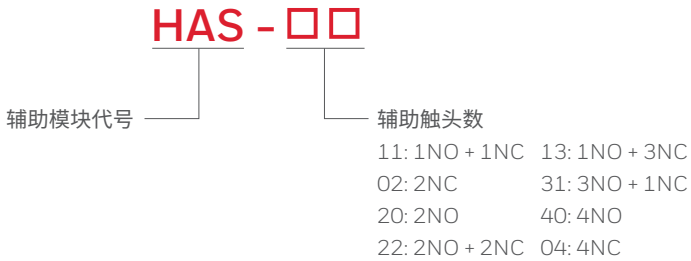 HAS - □□
辅助模块代号
辅助触头数
11: 1NO + 1NC 13: 1NO + 3NC
02: 2NC 31: 3NO + 1NC
20: 2NO 40: 4NO
22: 2NO + 2NC 04: 4NC